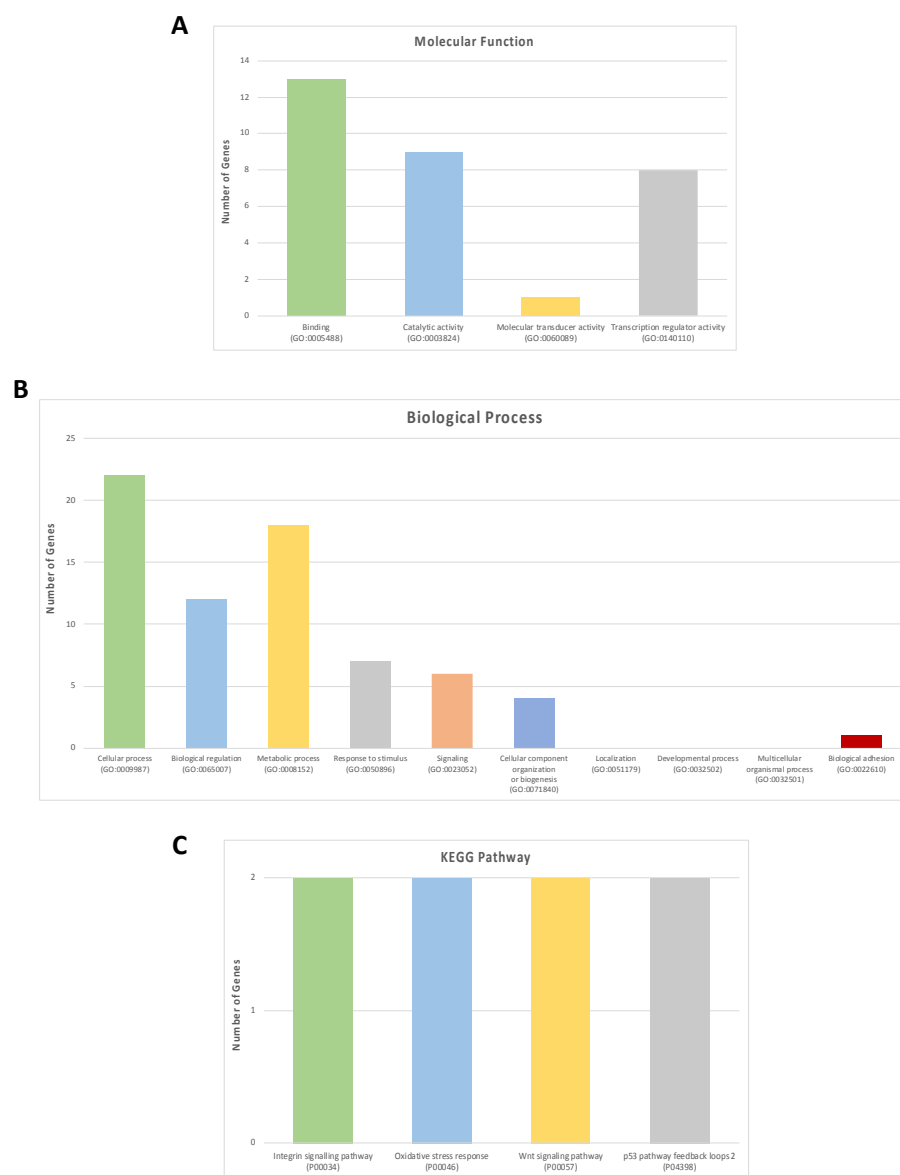 A
Molecular Function
Number of Genes
14
12
10
8
6
4
2
0
Binding
(GO:0005488)
Catalytic activity
(GO:0003824)
Molecular transducer activity
(GO:0060089)
Transcription regulator activity
(GO:0140110)
B
Biological Process
Number of Genes
25
20
15
10
5
0
Cellular process
(GO:0009987)
Biological regulation
(GO:0065007)
Metabolic process
(GO:0008152)
Response to stimulus
(GO:0050896)
Signaling
(GO:0023052)
Cellular component
organization
or biogenesis
(GO:0071840)
Localization
(GO:0051179)
Developmental process
(GO:0032502)
Multicellular
organismal process
(GO:0032501)
Biological adhesion
(GO:0022610)
C
KEGG Pathway
Number of Genes
2
1
0
Integrin signalling pathway
(P00034)
Oxidative stress response
(P00046)
Wnt signaling pathway
(P00057)
p53 pathway feedback loops 2
(P04398)